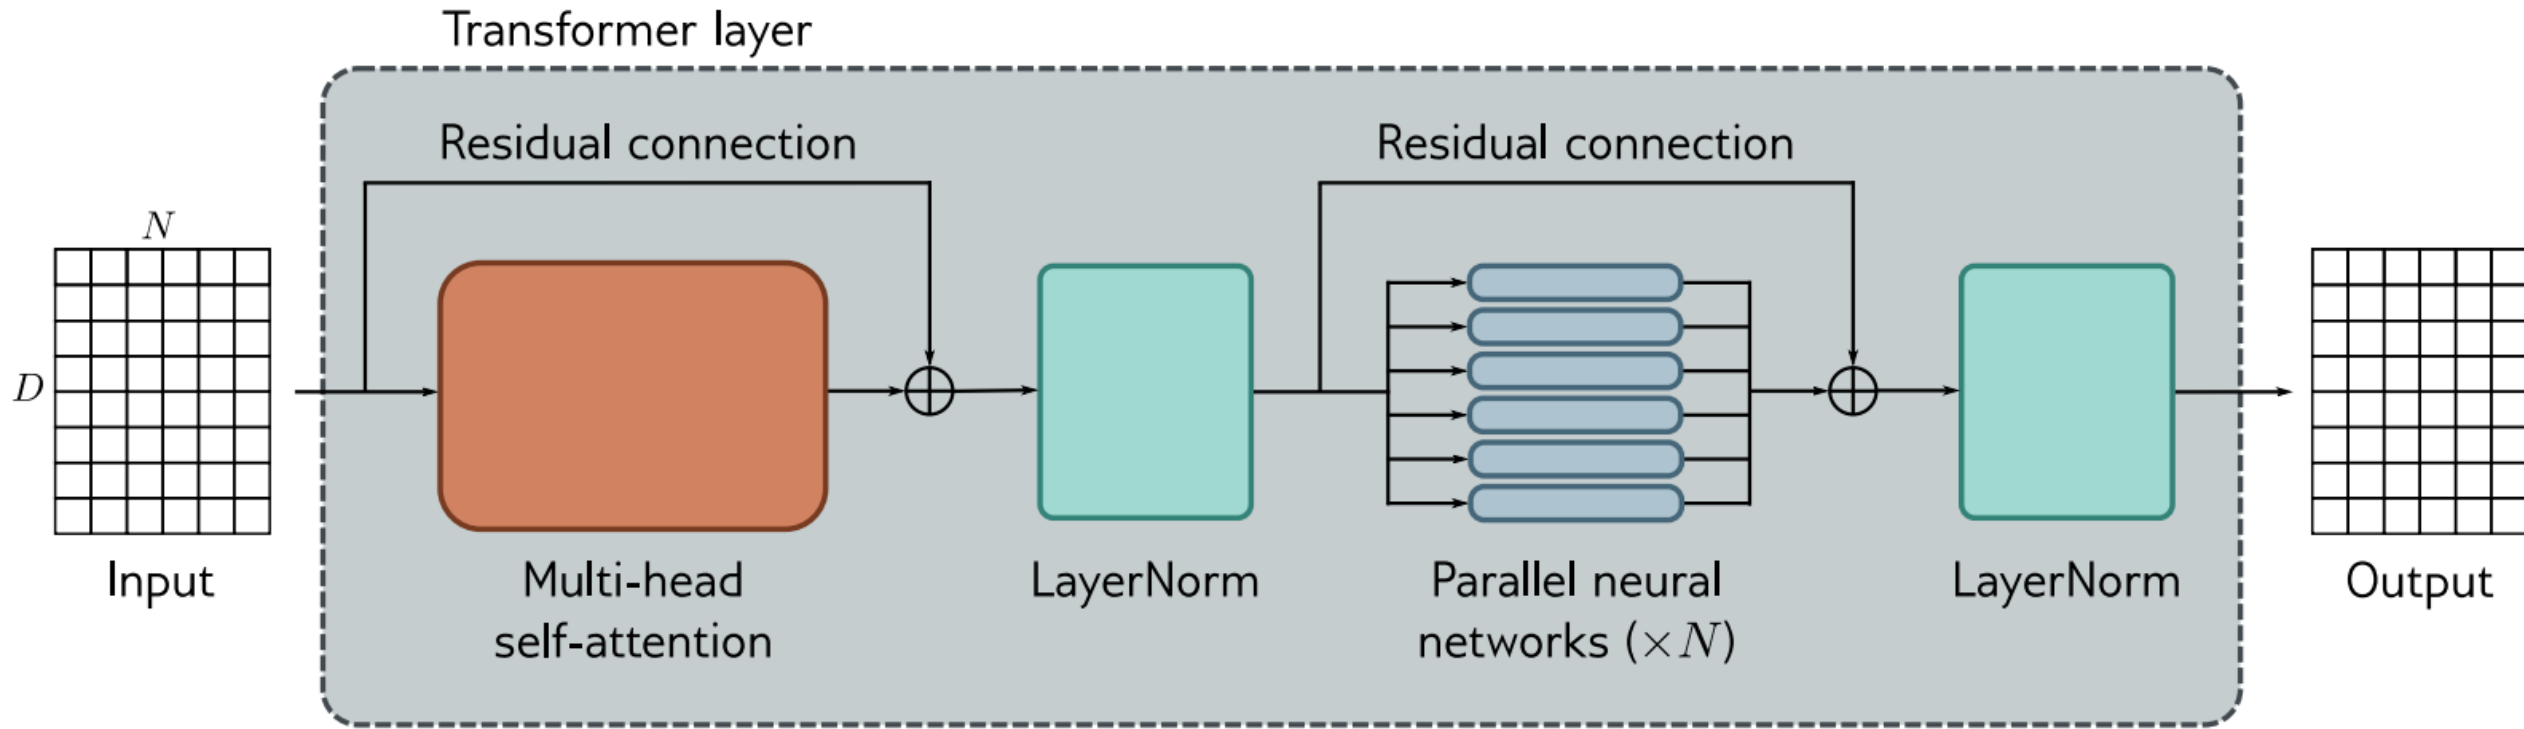 Transformer layer
Residual connection
Residual connection
N
D
Input
Multi-head
self-attention
LayerNorm
Parallel neural
networks (×N)
LayerNorm
Output